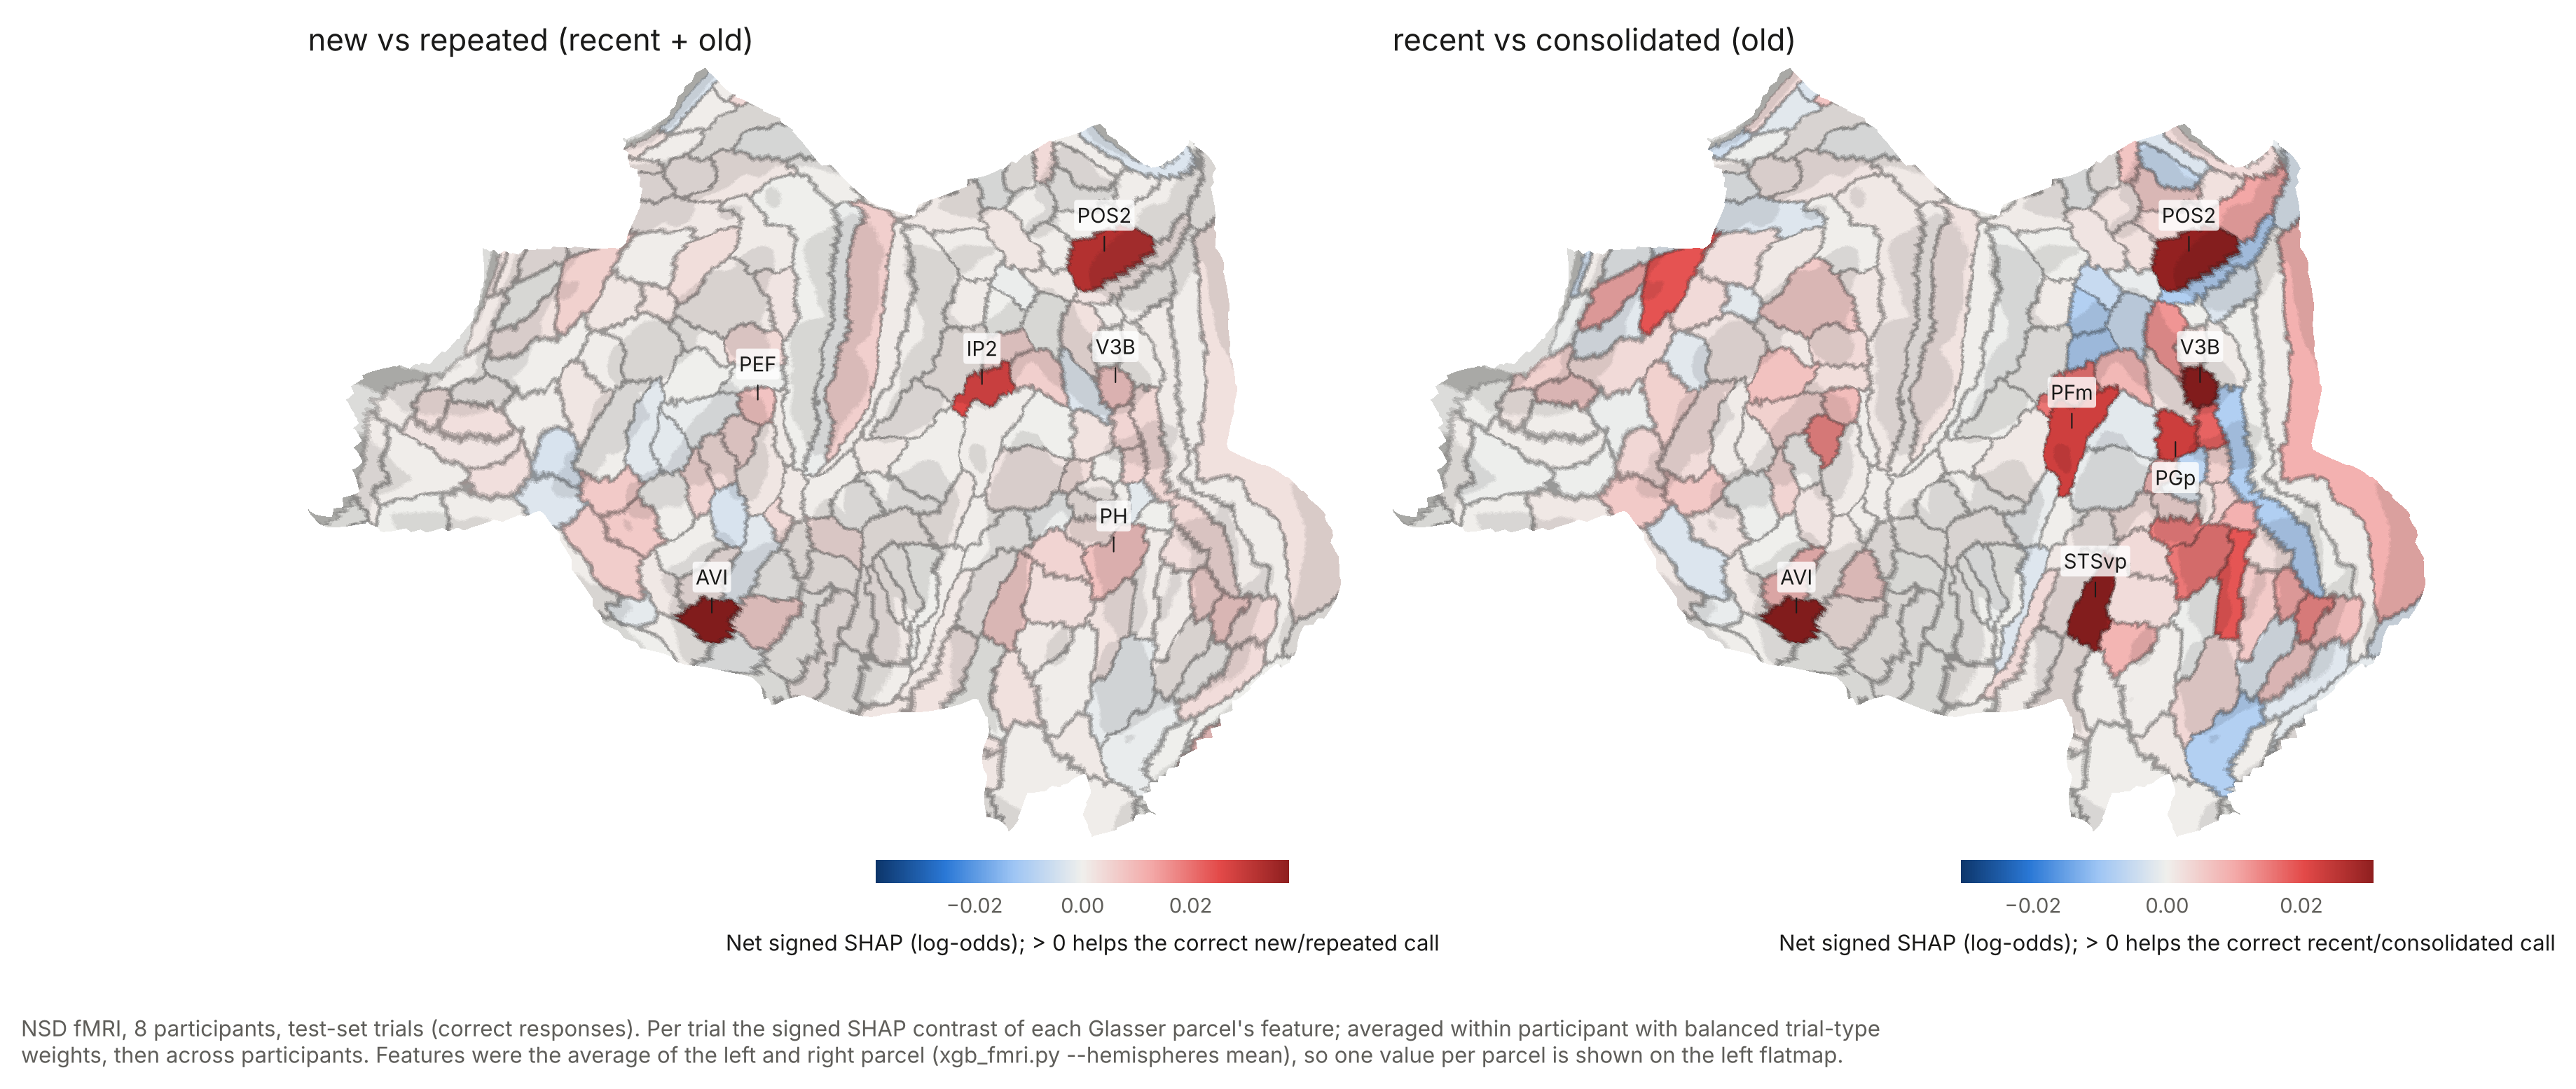 new vs repeated (recent + old)
POS2
IP2
V3B
PEF
PH
AVI
−0.02 0.00 0.02
Net signed SHAP (log-odds); > 0 helps the correct new/repeated call
recent vs consolidated (old)
POS2
V3B
PFm
PGp
STSvp
AVI
−0.02 0.00 0.02
Net signed SHAP (log-odds); > 0 helps the correct recent/consolidated call
NSD fMRI, 8 participants, test-set trials (correct responses). Per trial the signed SHAP contrast of each Glasser parcel's feature; averaged within participant with balanced trial-type
weights, then across participants. Features were the average of the left and right parcel (xgb_fmri.py --hemispheres mean), so one value per parcel is shown on the left flatmap.